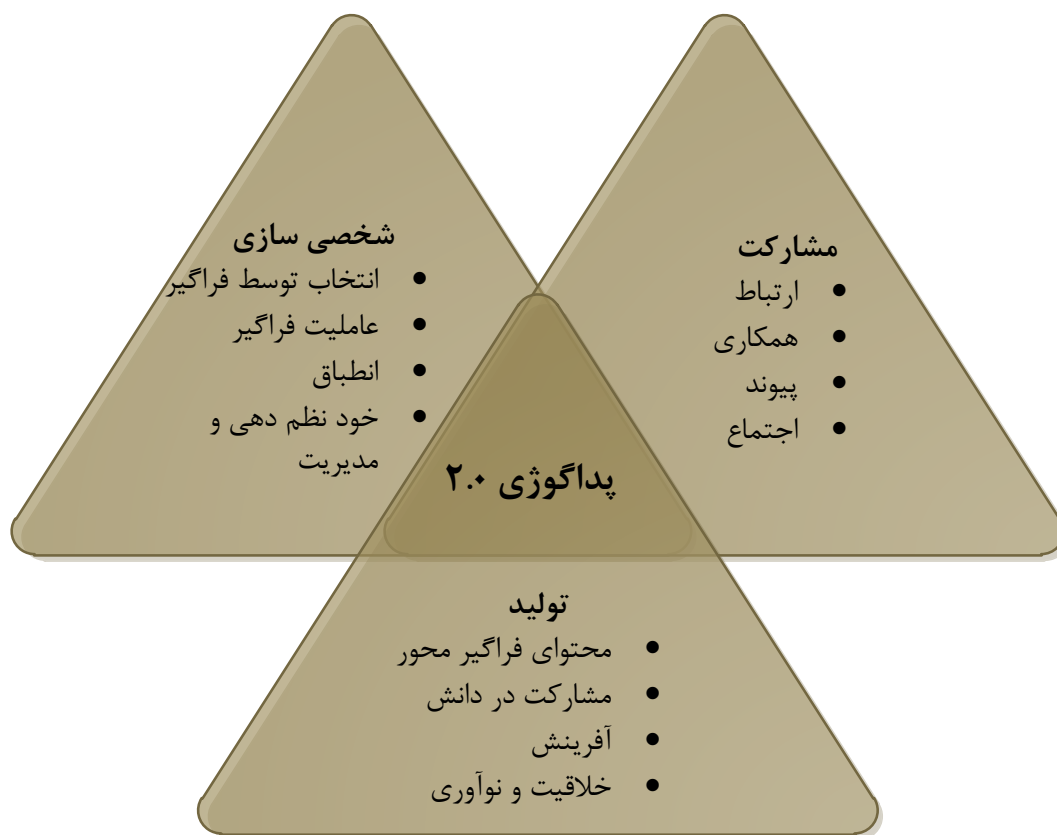 شخصی سازی
• انتخاب توسط فراگیر
• عاملیت فراگیر
• انطباق
• خود نظم دهی و
مدیریت
مشارکت
• ارتباط
• همکاری
• پیوند
• اجتماع
پداگوژی ۲.۰
تولید
• محتوای فراگیر محور
• مشارکت در دانش
• آفرینش
• خلاقیت و نوآوری